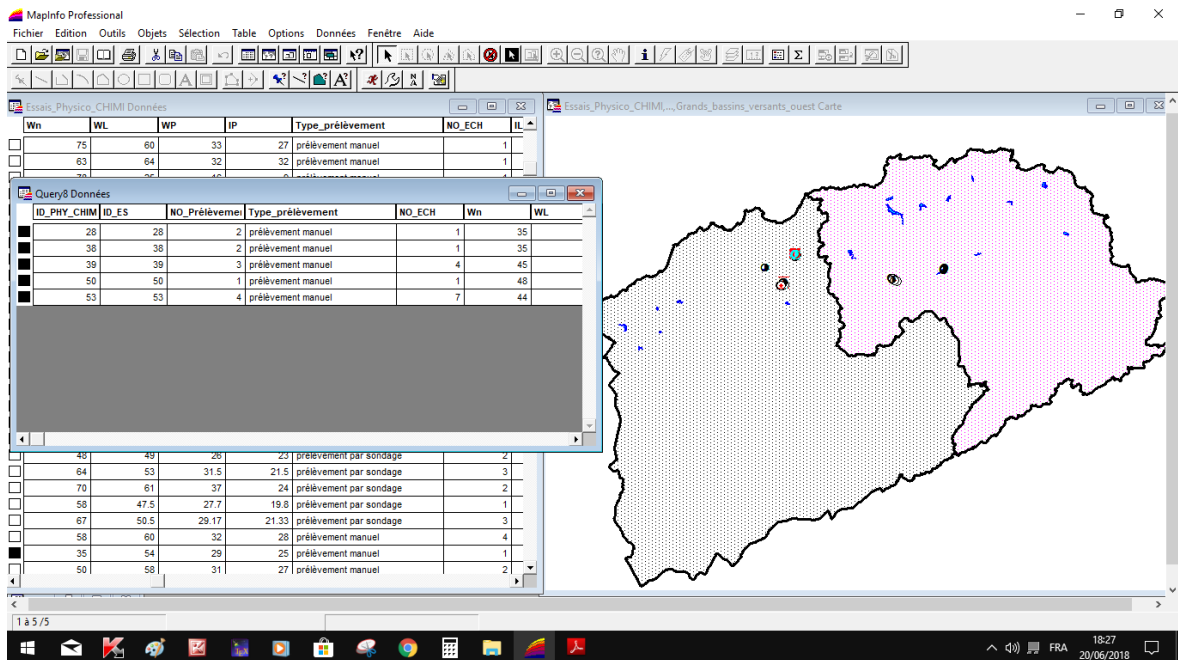 MapInfo Professional
Fichier Edition Outils Objets Sélection Table Options Données Fenêtre Aide
Essais_Physico_CHIMI Données
Wn WL WP IP Type_prélèvement NO_ECH IL
75 60 33 27 prélèvement manuel 1
63 64 32 32 prélèvement manuel 1
Query8 Données
ID_PHY_CHIM ID_ES NO_Prélèvemei Type_prélèvement NO_ECH Wn WL
28 28 2 prélèvement manuel 1 35
38 38 2 prélèvement manuel 1 35
39 39 3 prélèvement manuel 4 45
50 50 1 prélèvement manuel 1 48
53 53 4 prélèvement manuel 7 44
48 49 26 23 prélèvement par sondage 2
64 53 31.5 21.5 prélèvement par sondage 3
70 61 37 24 prélèvement par sondage 2
58 47.5 27.7 19.8 prélèvement par sondage 1
67 50.5 29.17 21.33 prélèvement par sondage 3
58 60 32 28 prélèvement manuel 4
35 54 29 25 prélèvement manuel 1
50 58 31 27 prélèvement manuel 2
Essais_Physico_CHIMI,...,Grands_bassins_versants_ouest Carte
1 à 5 /5
FRA
18:27
20/06/2018